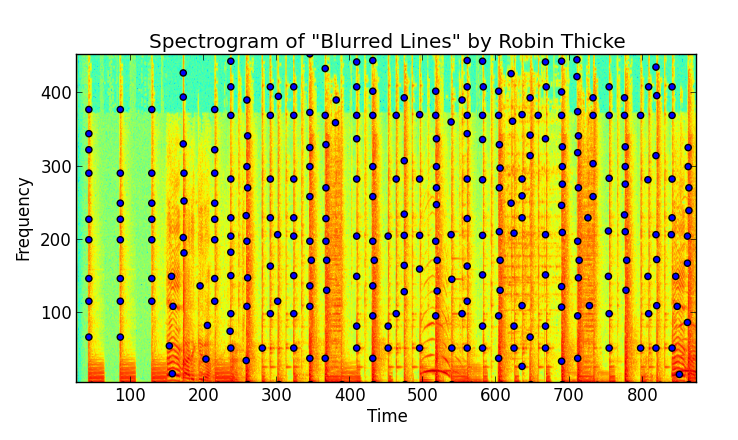 Spectrogram of "Blurred Lines" by Robin Thicke
Frequency
400
300
200
100
100 200 300 400 500 600 700 800
Time